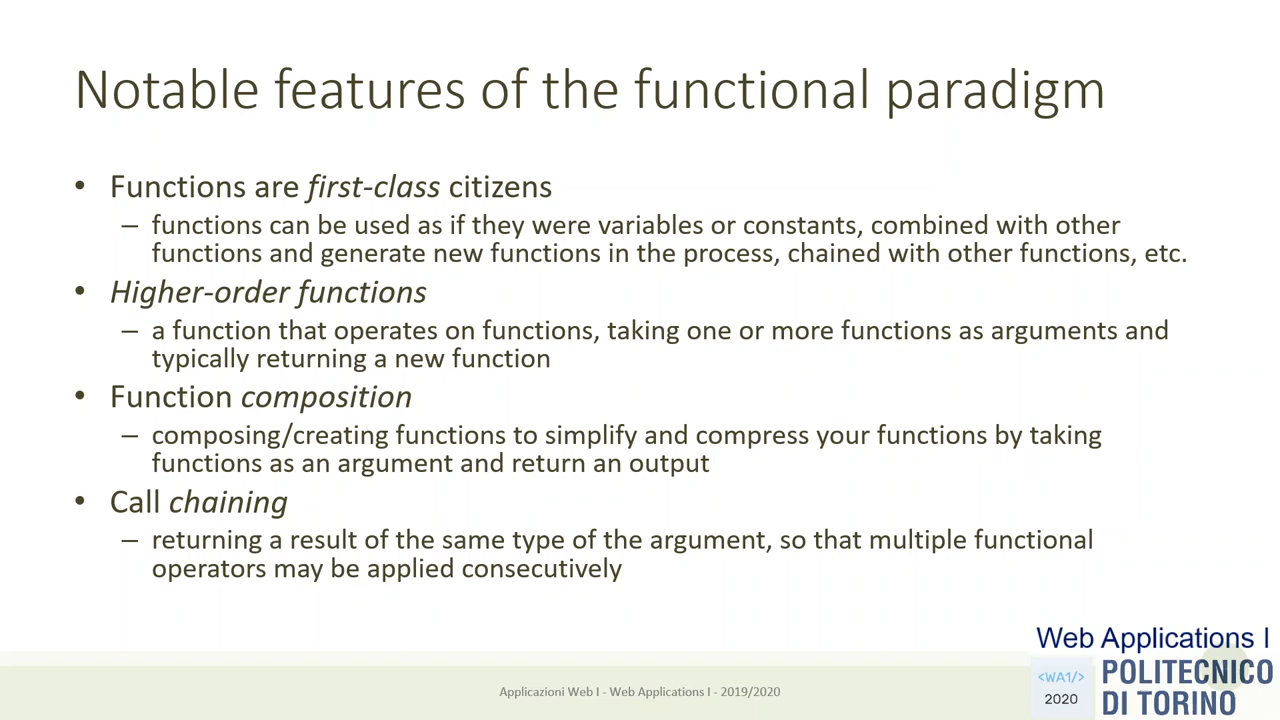 Notable features of the functional paradigm
• Functions are first-class citizens
– functions can be used as if they were variables or constants, combined with other
functions and generate new functions in the process, chained with other functions, etc.
• Higher-order functions
– a function that operates on functions, taking one or more functions as arguments and
typically returning a new function
• Function composition
– composing/creating functions to simplify and compress your functions by taking
functions as an argument and return an output
• Call chaining
– returning a result of the same type of the argument, so that multiple functional
operators may be applied consecutively
Web Applications I
<WA1/>
2020
POLITECNICO
DI TORINO
Applicazioni Web I - Web Applications I - 2019/2020